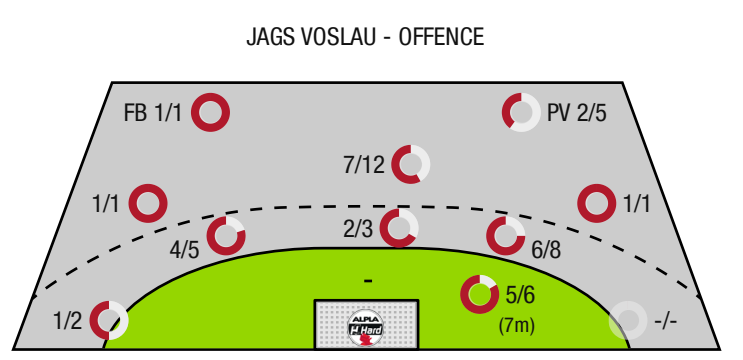 JAGS VOSLAU - OFFENCE
FB 1/1
PV 2/5
7/12
1/1
1/1
4/5
2/3
6/8
-
5/6
(7m)
1/2
-/-
ALPLA
Hard